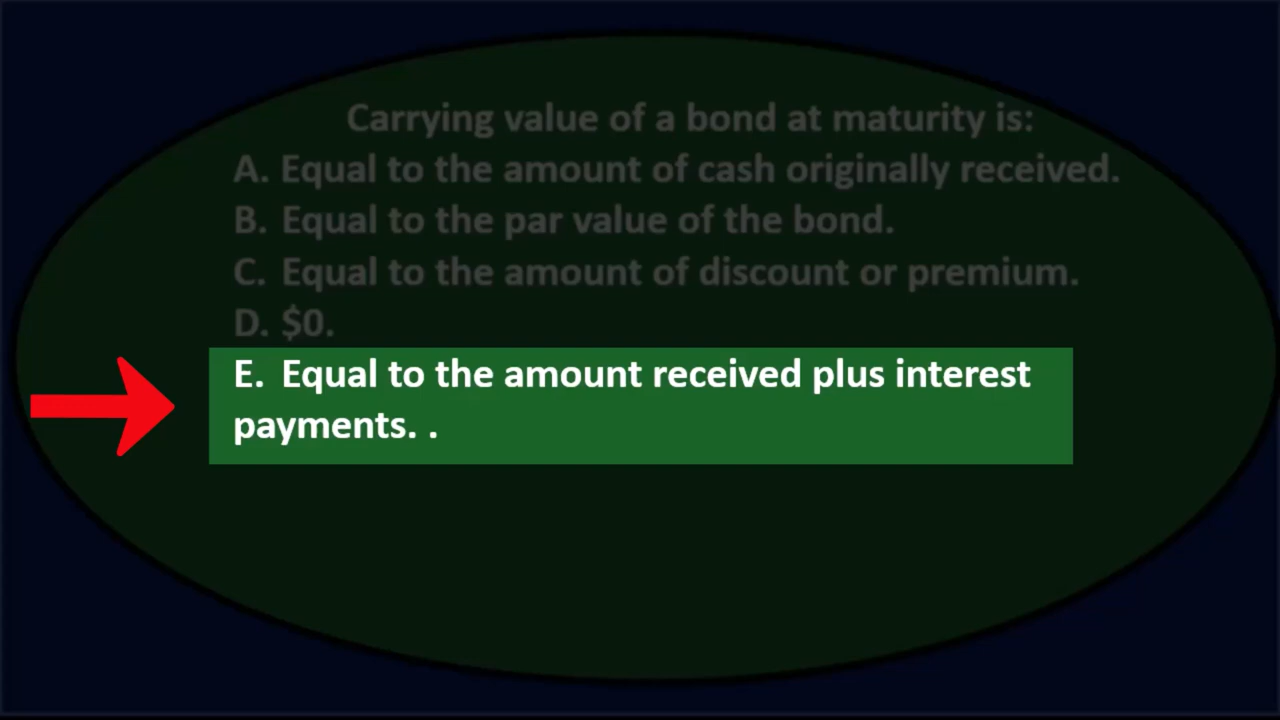 Carrying value of a bond at maturity is:
A. Equal to the amount of cash originally received.
B. Equal to the par value of the bond.
C. Equal to the amount of discount or premium.
D. $0.
E. Equal to the amount received plus interest
payments. .